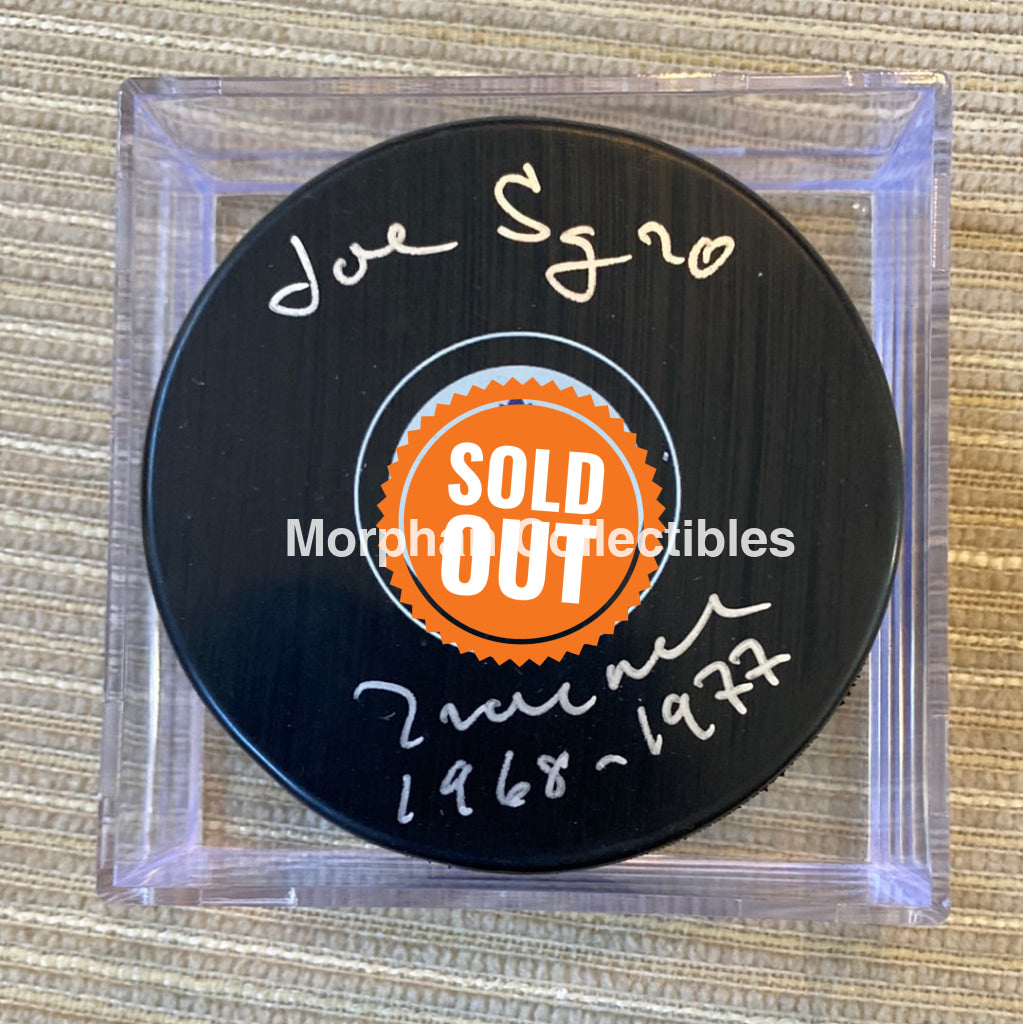 Joe Sgro
SOLD
OUT
Morphan Collectibles
Trainer
1968-1977